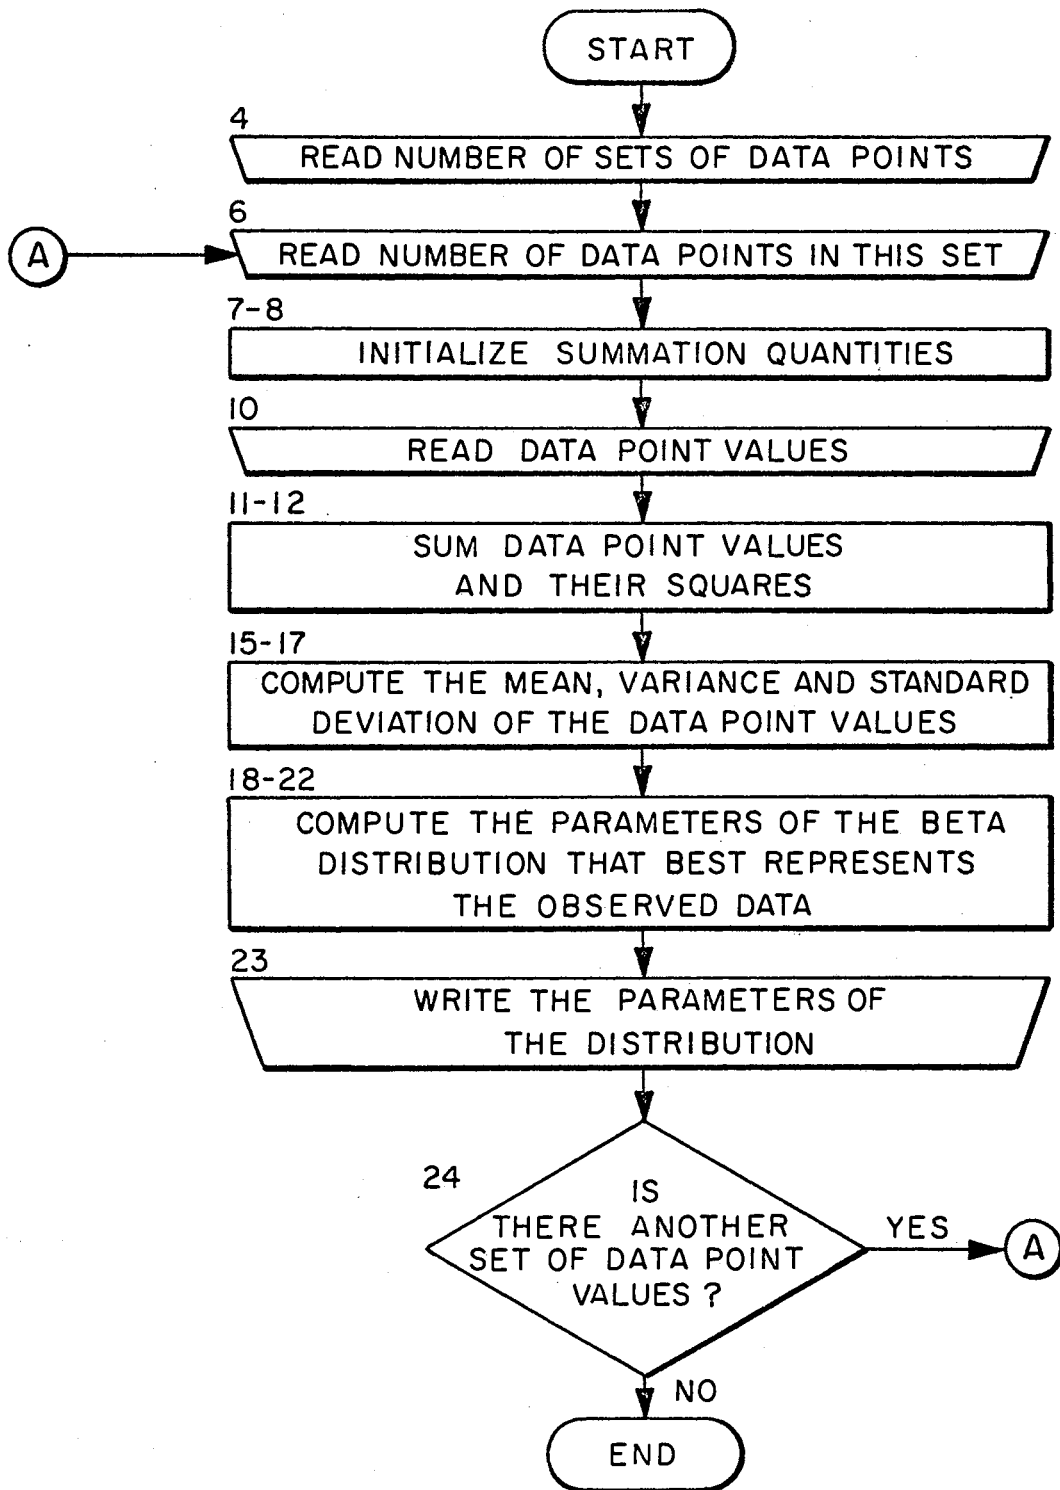 START
4
READ NUMBER OF SETS OF DATA POINTS
6
A
READ NUMBER OF DATA POINTS IN THIS SET
7-8
INITIALIZE SUMMATION QUANTITIES
10
READ DATA POINT VALUES
11-12
SUM DATA POINT VALUES
AND THEIR SQUARES
15-17
COMPUTE THE MEAN, VARIANCE AND STANDARD
DEVIATION OF THE DATA POINT VALUES
18-22
COMPUTE THE PARAMETERS OF THE BETA
DISTRIBUTION THAT BEST REPRESENTS
THE OBSERVED DATA
23
WRITE THE PARAMETERS OF
THE DISTRIBUTION
24
IS
THERE ANOTHER
SET OF DATA POINT
VALUES ?
YES
A
NO
END